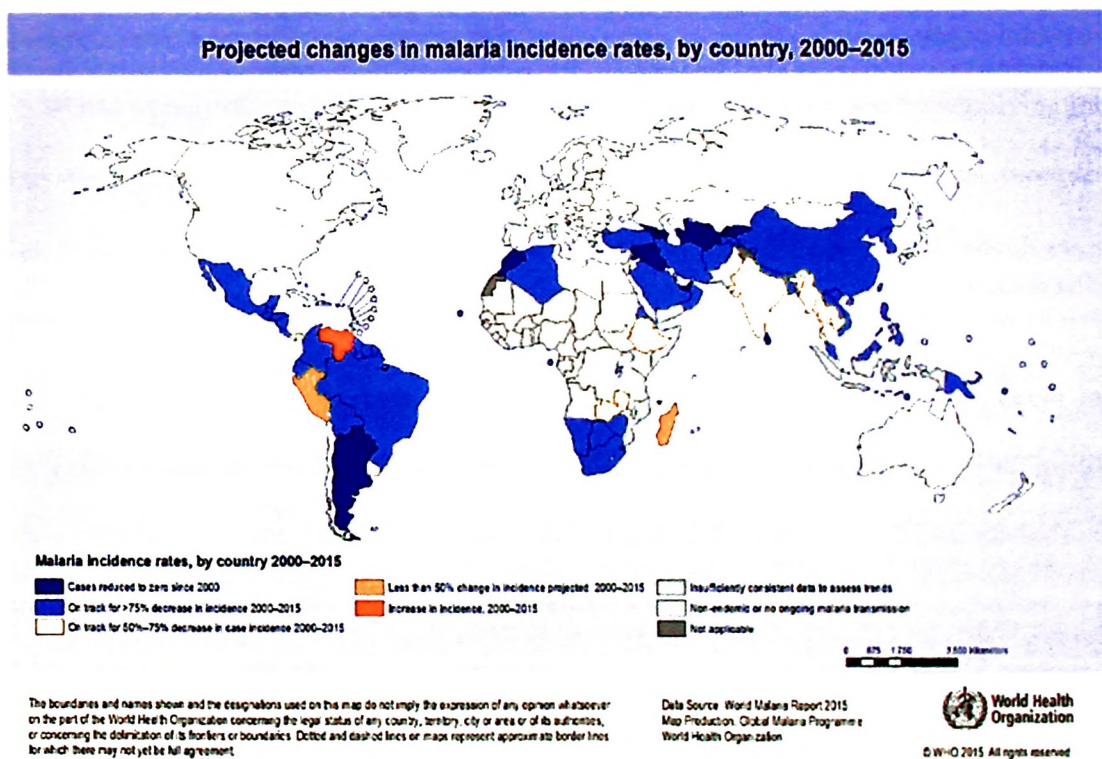 Projected changes in malaria incidence rates, by country, 2000–2015
Malaria incidence rates, by country 2000–2015
Cases reduced to zero since 2000
On track for >75% decrease in incidence 2000–2015
On track for 50%–75% decrease in case incidence 2000–2015
Less than 50% change in incidence projected, 2000–2015
Increase in incidence, 2000–2015
Insufficiently consistent data to assess trends
Non-endemic or no ongoing malaria transmission
Not applicable
0 875 1 750 3 500 Kilometers
The boundaries and names shown and the designations used on this map do not imply the expression of any opinion whatsoever
on the part of the World Health Organization concerning the legal status of any country, territory, city or area or of its authorities,
or concerning the delimitation of its frontiers or boundaries. Dotted and dashed lines on maps represent approximate border lines
for which there may not yet be full agreement.
Data Source: World Malaria Report 2015
Map Production: Global Malaria Programme
World Health Organization
World Health
Organization
© WHO 2015. All rights reserved